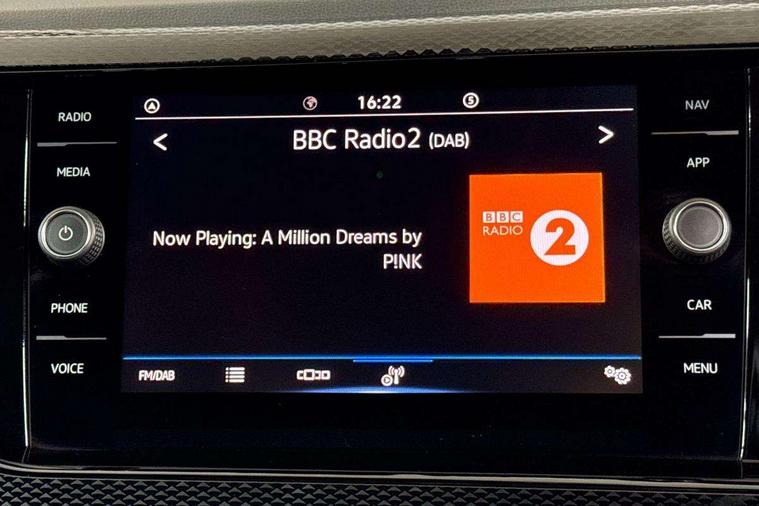 RADIO
MEDIA
PHONE
VOICE
16:22
S
< BBC Radio2 (DAB) >
Now Playing: A Million Dreams by
P!NK
BBC
RADIO
2
FM/DAB
NAV
APP
CAR
MENU